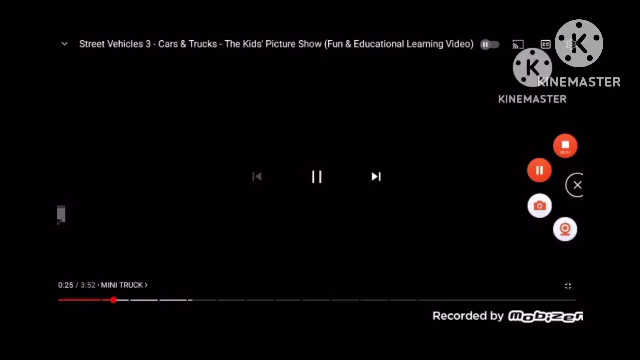 Street Vehicles 3 - Cars & Trucks - The Kids' Picture Show (Fun & Educational Learning Video)
KINEMASTER
KINEMASTER
0:25 / 3:52 • MINI TRUCK ›
Recorded by Mobizen